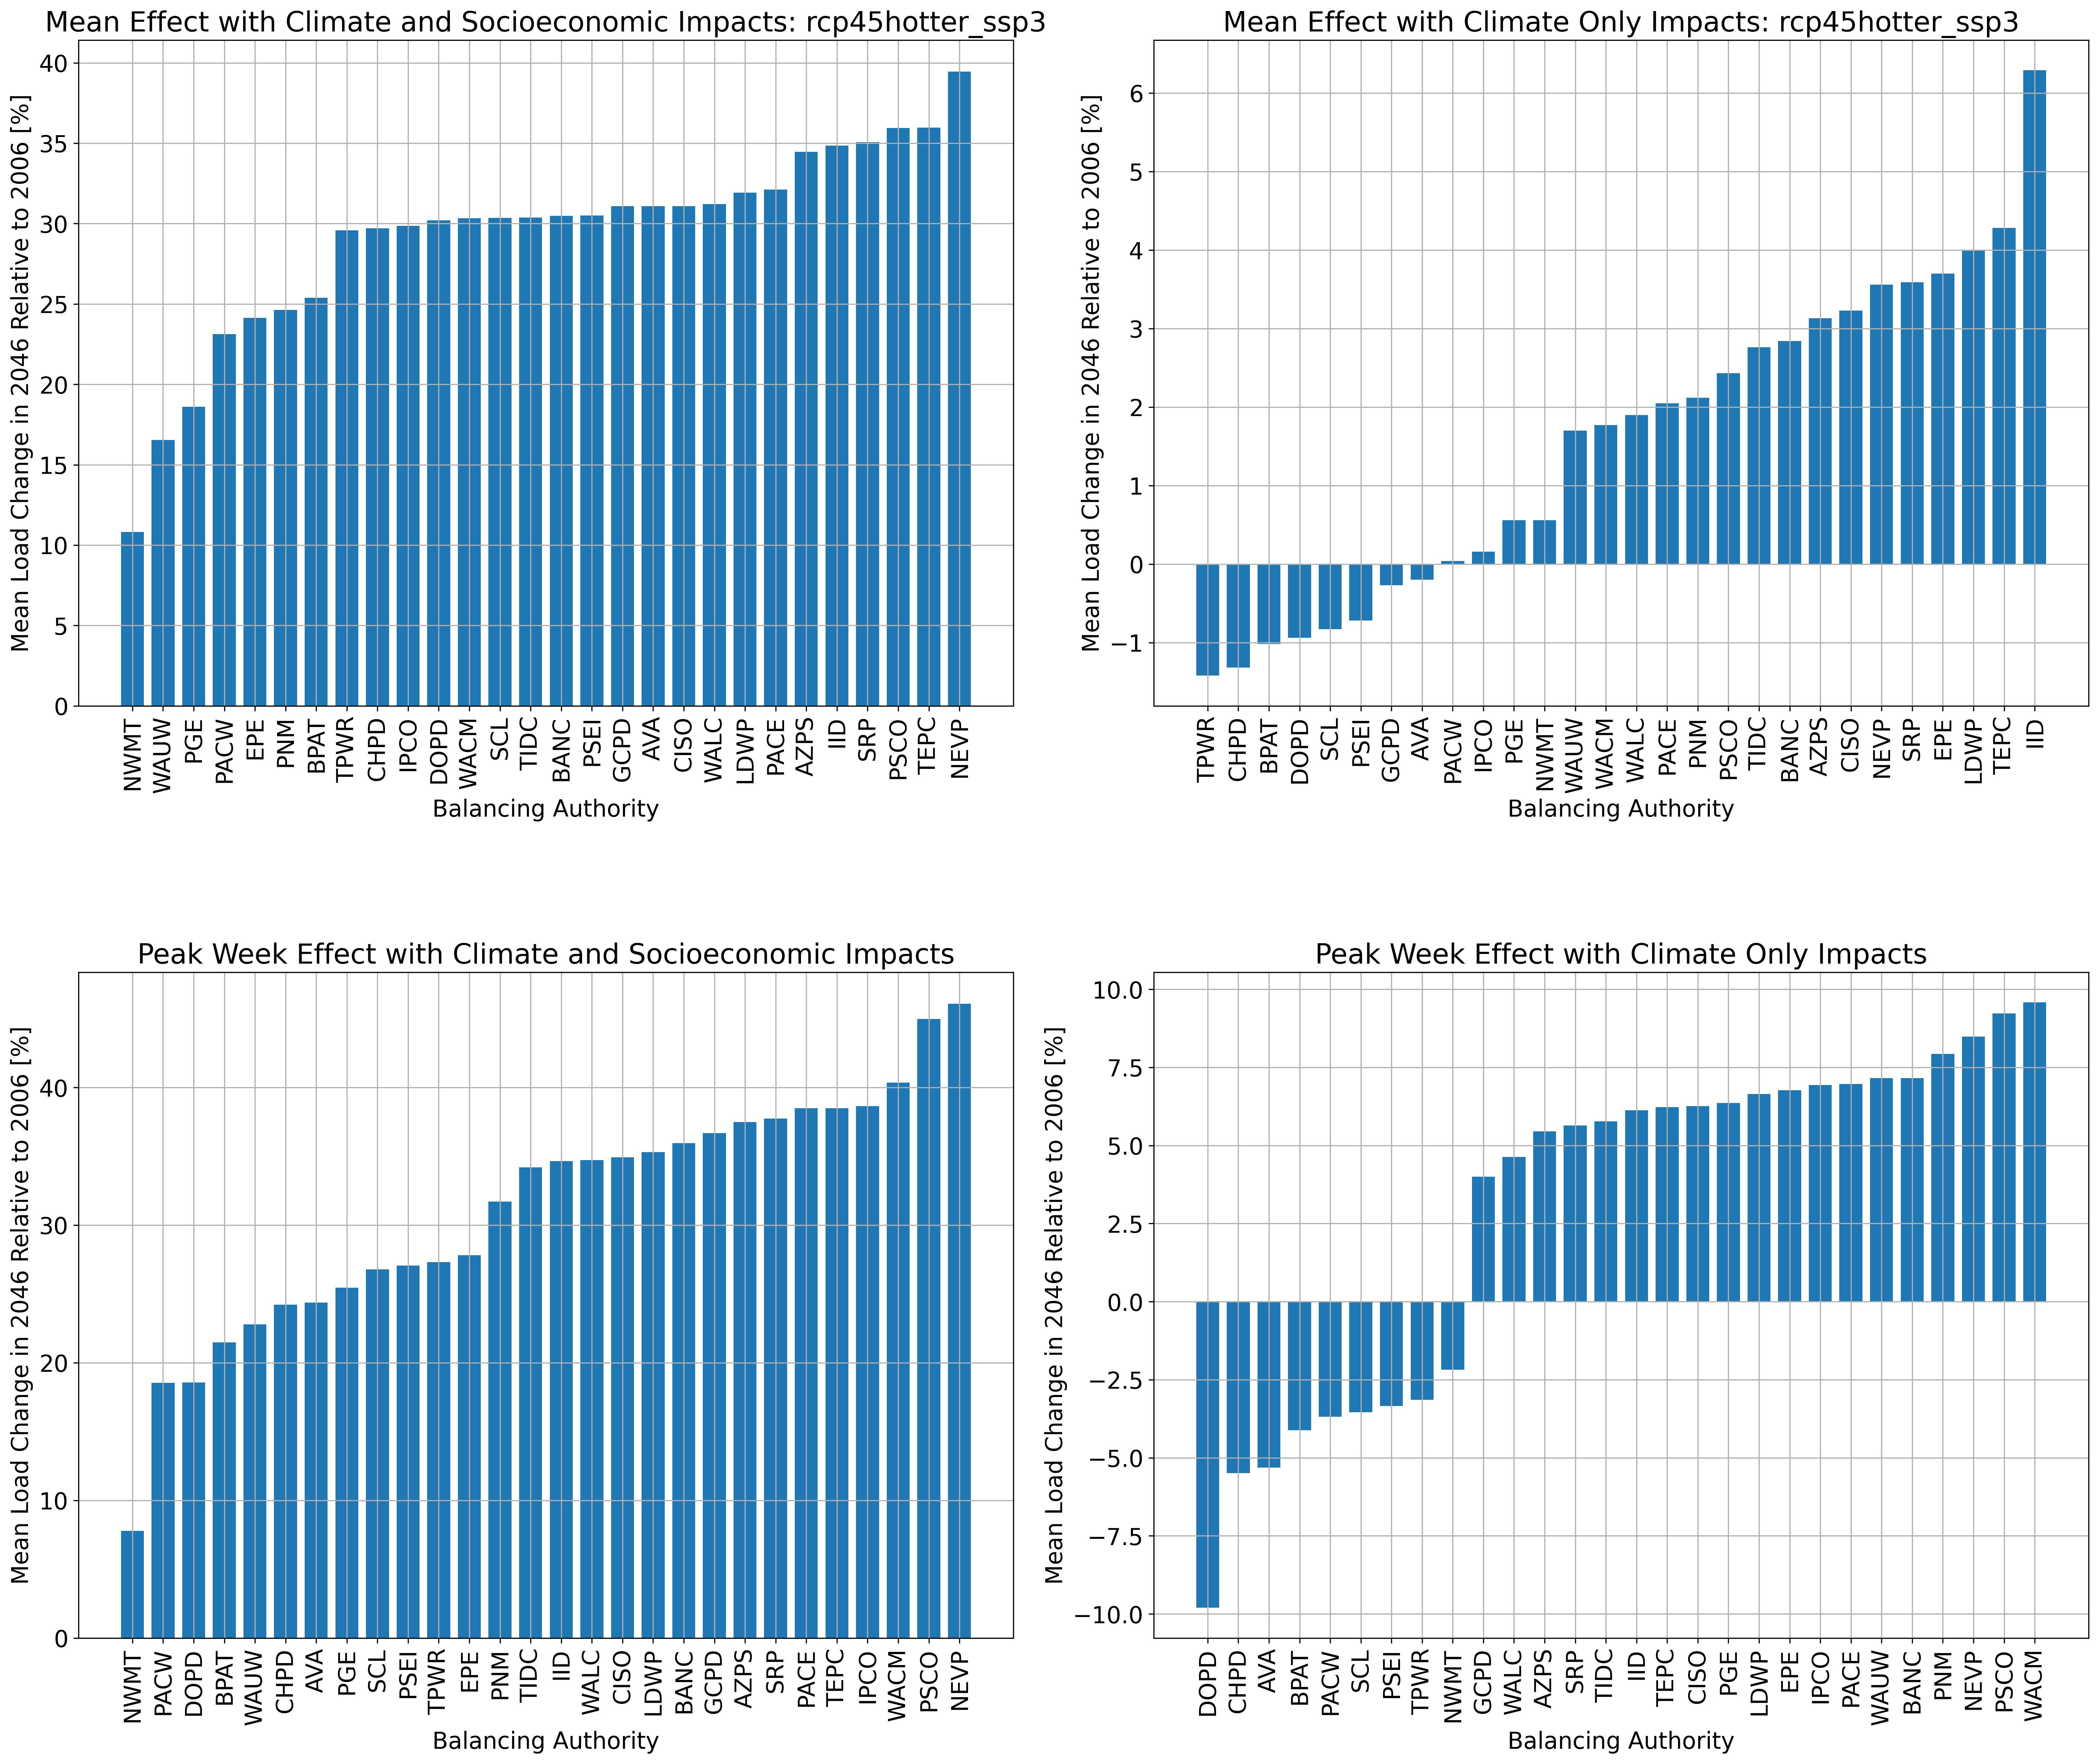 Mean Effect with Climate and Socioeconomic Impacts: rcp45hotter_ssp3
Mean Load Change in 2046 Relative to 2006 [%]
40
35
30
25
20
15
10
5
0
NWMT WAUW PGE PACW EPE PNM BPAT TPWR CHPD IPCO DOPD WACM SCL TIDC BANC PSEI GCPD AVA CISO WALC LDWP PACE AZPS IID SRP PSCO TEPC NEVP
Balancing Authority
Mean Effect with Climate Only Impacts: rcp45hotter_ssp3
Mean Load Change in 2046 Relative to 2006 [%]
6
5
4
3
2
1
0
−1
TPWR CHPD BPAT DOPD SCL PSEI GCPD AVA PACW IPCO PGE NWMT WAUW WACM WALC PACE PNM PSCO TIDC BANC AZPS CISO NEVP SRP EPE LDWP TEPC IID
Balancing Authority
Peak Week Effect with Climate and Socioeconomic Impacts
Mean Load Change in 2046 Relative to 2006 [%]
40
30
20
10
0
NWMT PACW DOPD BPAT WAUW CHPD AVA PGE SCL PSEI TPWR EPE PNM TIDC IID WALC CISO LDWP BANC GCPD AZPS SRP PACE TEPC IPCO WACM PSCO NEVP
Balancing Authority
Peak Week Effect with Climate Only Impacts
Mean Load Change in 2046 Relative to 2006 [%]
10.0
7.5
5.0
2.5
0.0
−2.5
−5.0
−7.5
−10.0
DOPD CHPD AVA BPAT PACW SCL PSEI TPWR NWMT GCPD WALC AZPS SRP TIDC IID TEPC CISO PGE LDWP EPE IPCO PACE WAUW BANC PNM NEVP PSCO WACM
Balancing Authority